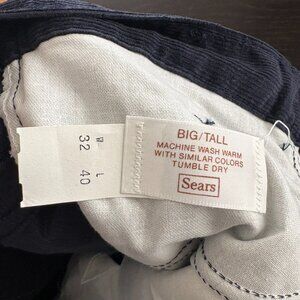 W L
32 40
BIG/TALL
MACHINE WASH WARM
WITH SIMILAR COLORS
TUMBLE DRY
Sears